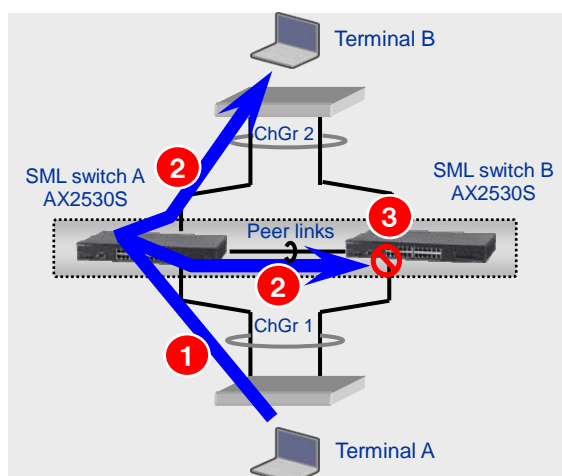 Terminal B
ChGr 2
2
SML switch A
AX2530S
SML switch B
AX2530S
3
Peer links
2
ChGr 1
1
Terminal A